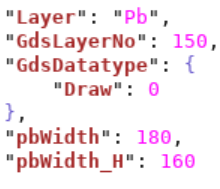 "Layer": "Pb",
"GdsLayerNo": 150,
"GdsDatatype": {
    "Draw": 0
},
"pbWidth": 180,
"pbWidth_H": 160